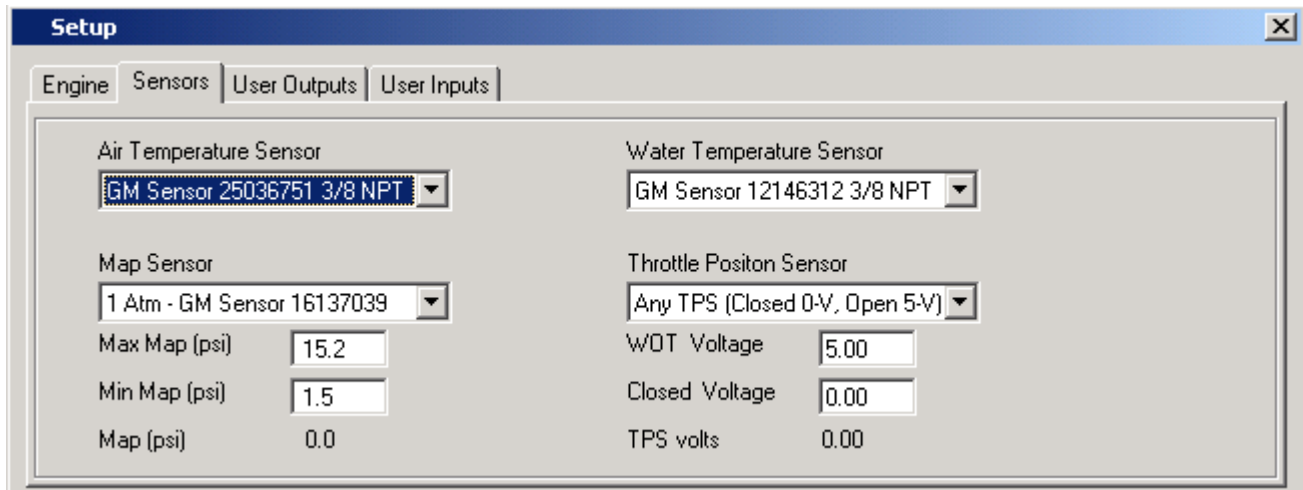 Setup
Engine Sensors User Outputs User Inputs
Air Temperature Sensor Water Temperature Sensor
GM Sensor 25036751 3/8 NPT GM Sensor 12146312 3/8 NPT
Map Sensor Throttle Positon Sensor
1 Atm - GM Sensor 16137039 Any TPS (Closed 0-V, Open 5-V)
Max Map (psi) 15.2 WOT Voltage 5.00
Min Map (psi) 1.5 Closed Voltage 0.00
Map (psi) 0.0 TPS volts 0.00